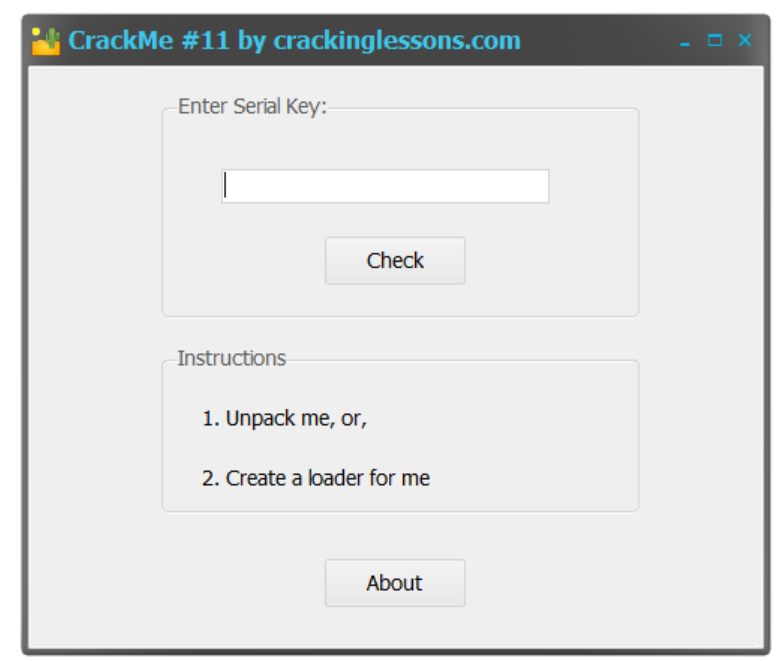 CrackMe #11 by crackinglessons.com
Enter Serial Key:
Check
Instructions
1. Unpack me, or,
2. Create a loader for me
About